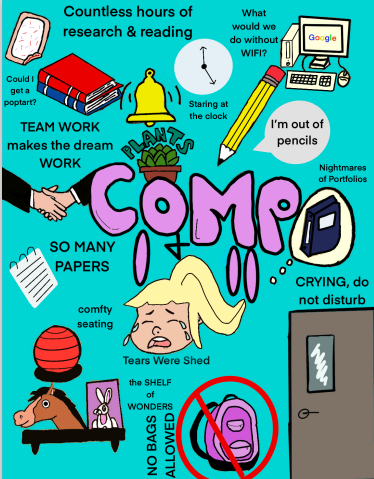 Countless hours of
research & reading
What
would we
do without
WIFI?
Google
Could I
get a
poptart?
Staring at
the clock
I'm out of
pencils
TEAM WORK
makes the dream
WORK
PLANTS
Nightmares
of Portfolios
COMP
1 + 11
SO MANY
PAPERS
CRYING, do
not disturb
comfty
seating
Tears Were Shed
the SHELF
of
WONDERS
NO BAGS
ALLOWED